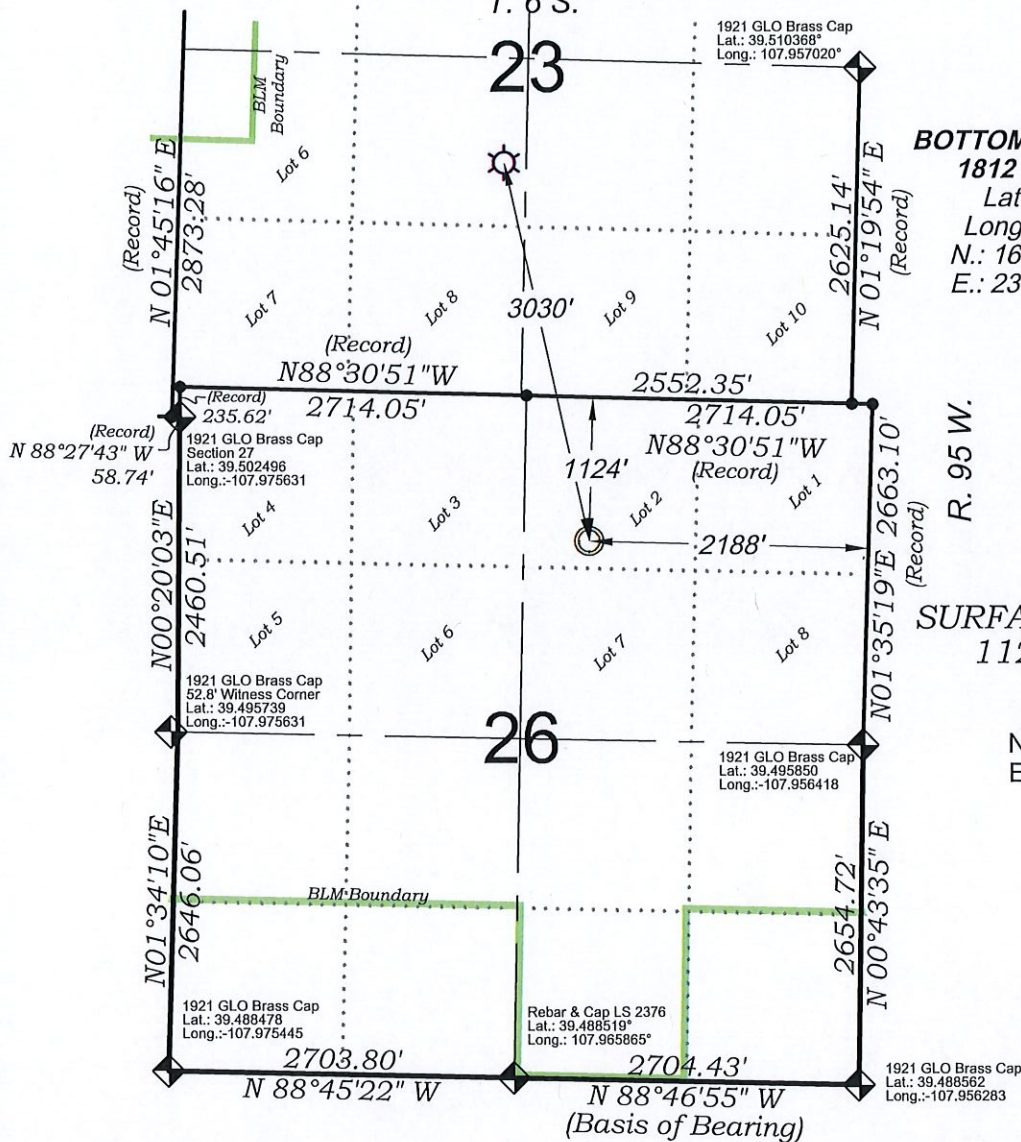 T. 6 S.
1921 GLO Brass Cap
Lat.: 39.510368°
Long.: 107.957020°
23
BLM
Boundary
Lot 6
N 01°45'16" E
(Record)
2873.28'
2625.14'
N 01°19'54" E
(Record)
BOTTOM
1812
Lat
Long
N.: 16
E.: 23
Lot 7
Lot 8
3030'
Lot 9
Lot 10
(Record)
N88°30'51"W
2714.05'
2552.35'
2714.05'
N88°30'51"W
(Record)
(Record)
235.62'
(Record)
N 88°27'43" W
58.74'
1921 GLO Brass Cap
Section 27
Lat.: 39.502496
Long.:-107.975631
1124'
2188'
Lot 4
Lot 3
Lot 2
Lot 1
N01°35'19"E 2663.10'
(Record)
R. 95 W.
N00°20'03"E
2460.51'
Lot 5
Lot 6
Lot 7
Lot 8
SURFA
112
1921 GLO Brass Cap
52.8' Witness Corner
Lat.: 39.495739
Long.:-107.975631
26
1921 GLO Brass Cap
Lat.: 39.495850
Long.:-107.956418
N
E
N01°34'10"E
2646.06'
BLM Boundary
2654.72'
N 00°43'35" E
1921 GLO Brass Cap
Lat.: 39.488478
Long.:-107.975445
Rebar & Cap LS 2376
Lat.: 39.488519°
Long.: 107.965865°
2703.80'
N 88°45'22" W
2704.43'
N 88°46'55" W
(Basis of Bearing)
1921 GLO Brass Cap
Lat.: 39.488562
Long.:-107.956283